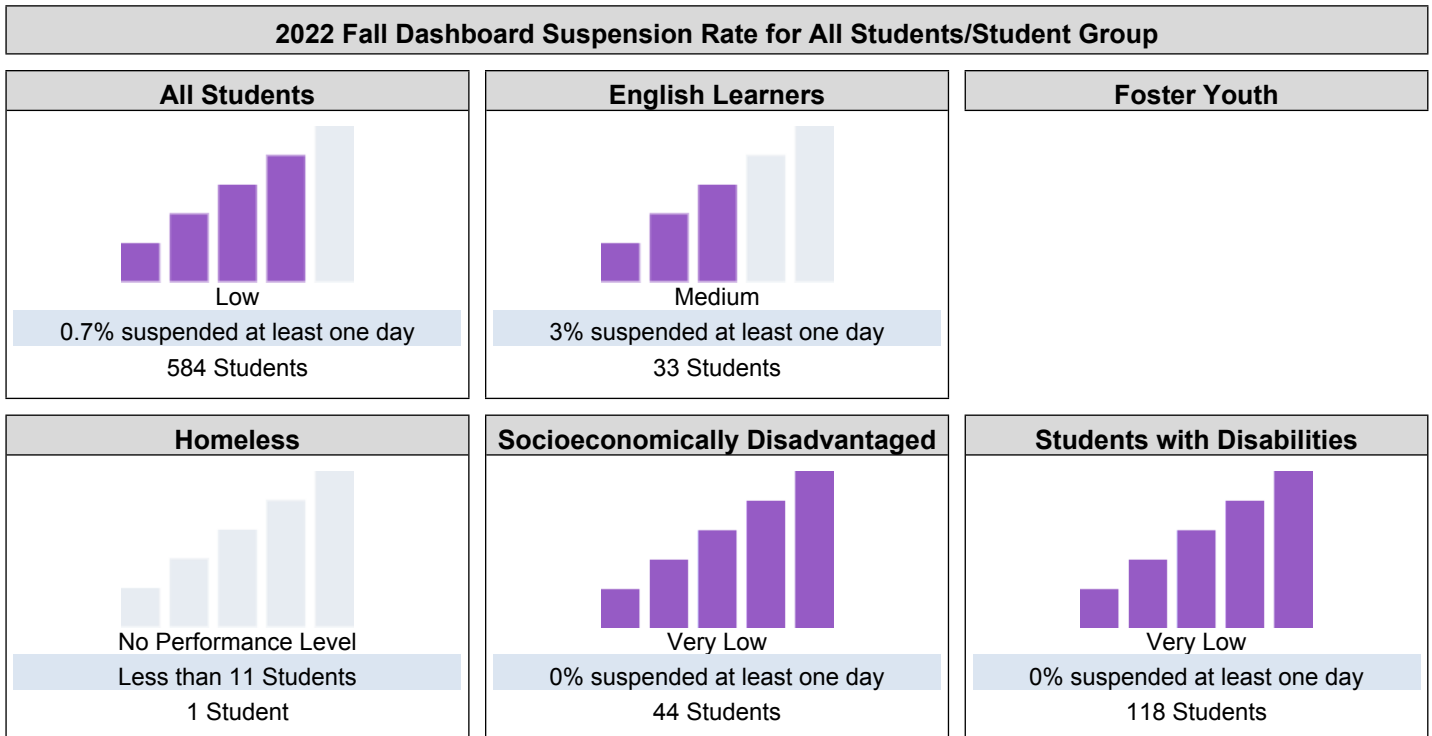 2022 Fall Dashboard Suspension Rate for All Students/Student Group
All Students
Low
0.7% suspended at least one day
584 Students
English Learners
Medium
3% suspended at least one day
33 Students
Foster Youth
Homeless
No Performance Level
Less than 11 Students
1 Student
Socioeconomically Disadvantaged
Very Low
0% suspended at least one day
44 Students
Students with Disabilities
Very Low
0% suspended at least one day
118 Students